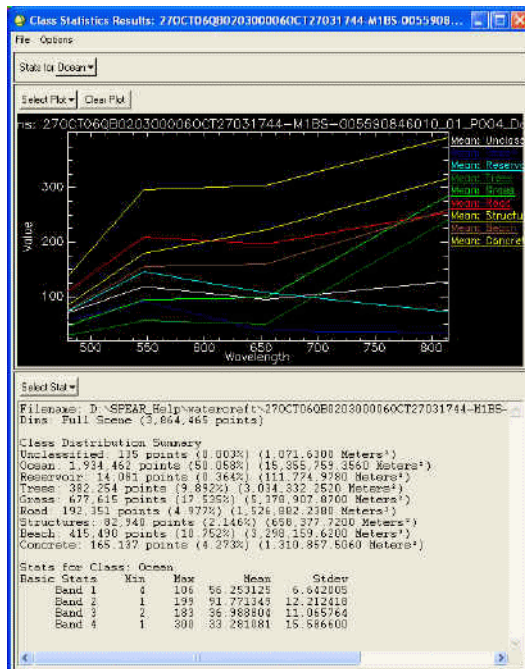 Class Statistics Results: 27OCT06QB0203000060CT27031744-M1BS-0055908...
File Options
Stats for Ocean
Select Plot Clear Plot
ns: 27OCT06QB0203000060CT27031744-M1BS-005590846010_01_P004_De
Mean: Unclass
Mean: Reserv
Mean: Trees
Mean: Grass
Mean: Road
Mean: Structu
Mean: Beach
Mean: Concret
Value
300
200
100
500 550 600 650 700 750 800
Wavelength
Select Stat
Filename: D:\SPEAR_Help\watercraft\27OCT06QB0203000060CT27031744-M1BS-
Dims: Full Scene (3,864,465 points)
Class Distribution Summary
Unclassified: 135 points (0.003%) (1,071.6300 Meters²)
Ocean: 1,934,462 points (50.058%) (15,355,759.3560 Meters²)
Reservoir: 14,081 points (0.364%) (111,774.9780 Meters²)
Trees: 382,254 points (9.892%) (3,034,332.2520 Meters²)
Grass: 677,615 points (17.535%) (5,378,907.8700 Meters²)
Road: 192,351 points (4.977%) (1,526,882.2380 Meters²)
Structures: 82,940 points (2.146%) (658,377.7200 Meters²)
Beach: 415,490 points (10.752%) (3,298,159.6200 Meters²)
Concrete: 165,137 points (4.273%) (1,310,857.5060 Meters²)
Stats for Class: Ocean
Basic Stats Min Max Mean Stdev
Band 1 4 106 56.253125 6.642005
Band 2 1 199 91.771349 12.212418
Band 3 2 183 36.988804 11.065764
Band 4 1 300 33.281081 15.586600